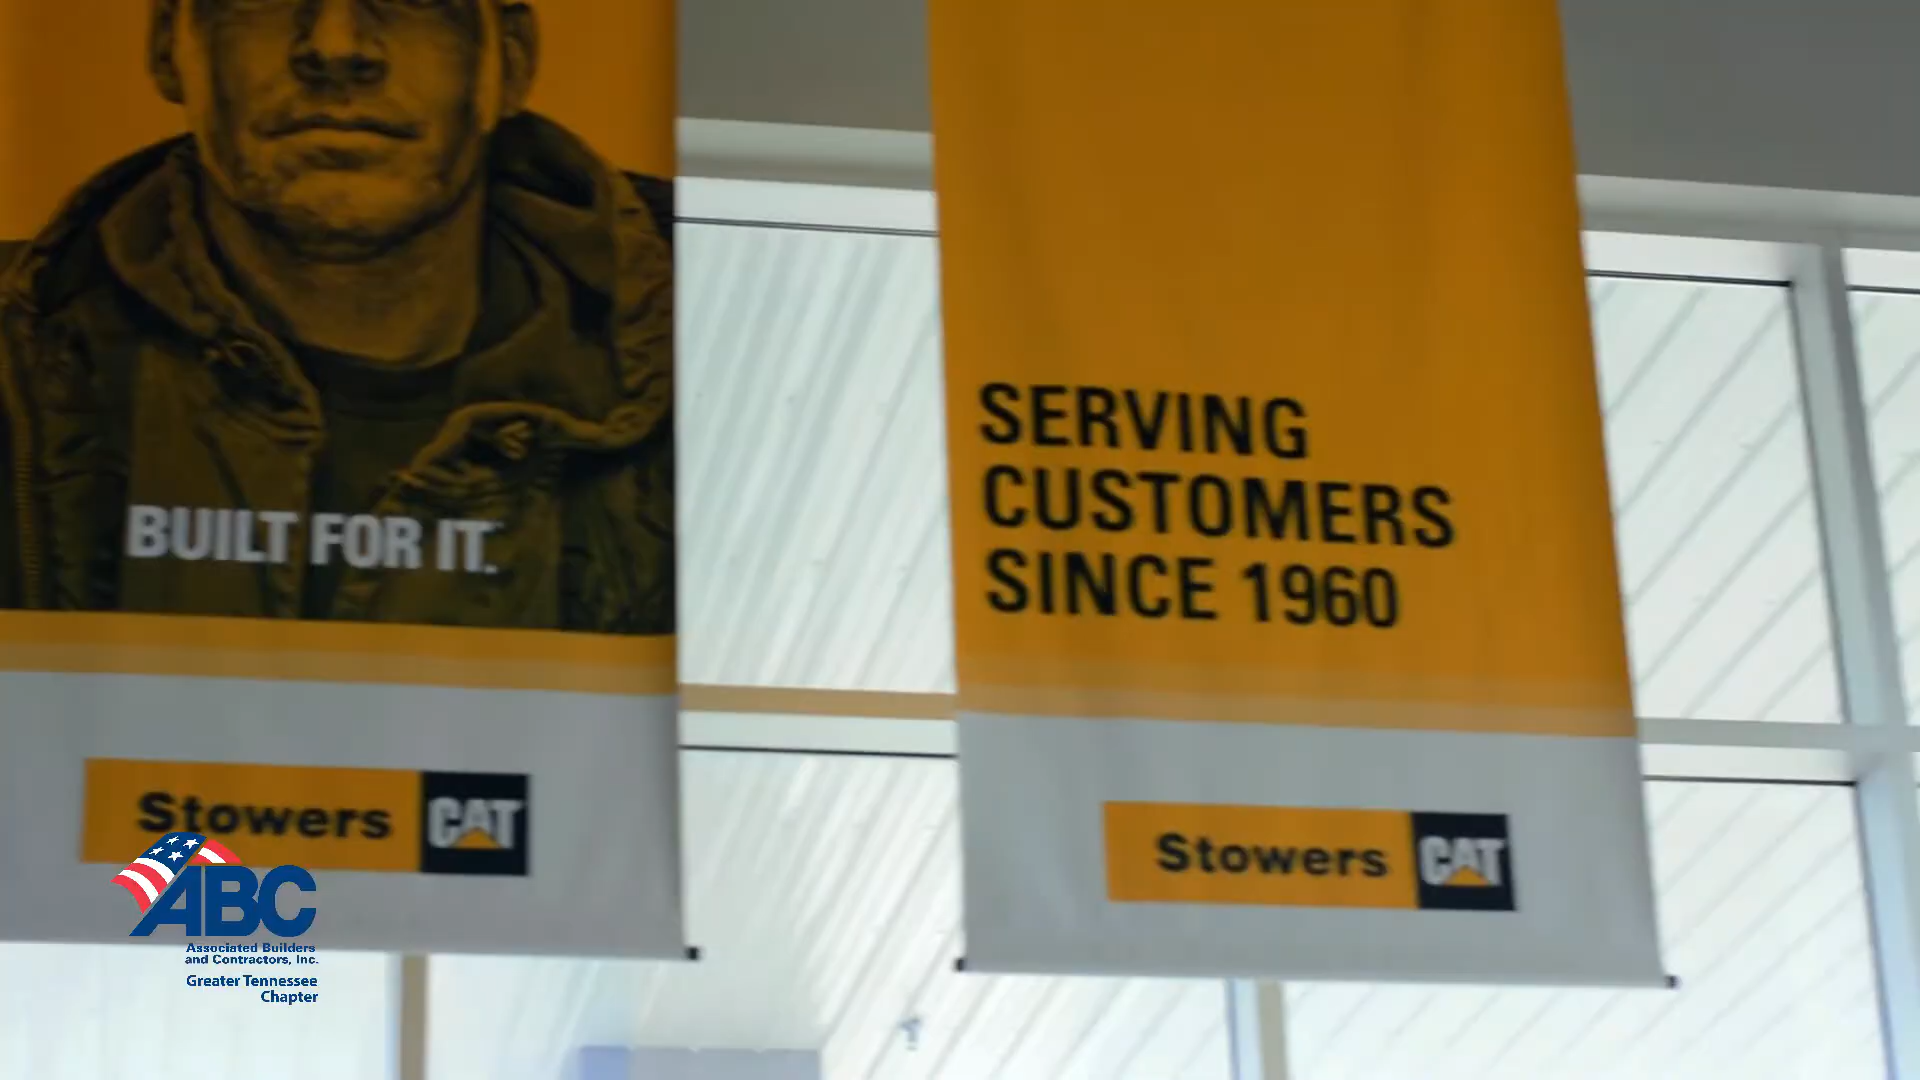 BUILT FOR IT.
Stowers CAT
SERVING
CUSTOMERS
SINCE 1960
Stowers CAT
ABC
Associated Builders
and Contractors, Inc.
Greater Tennessee
Chapter